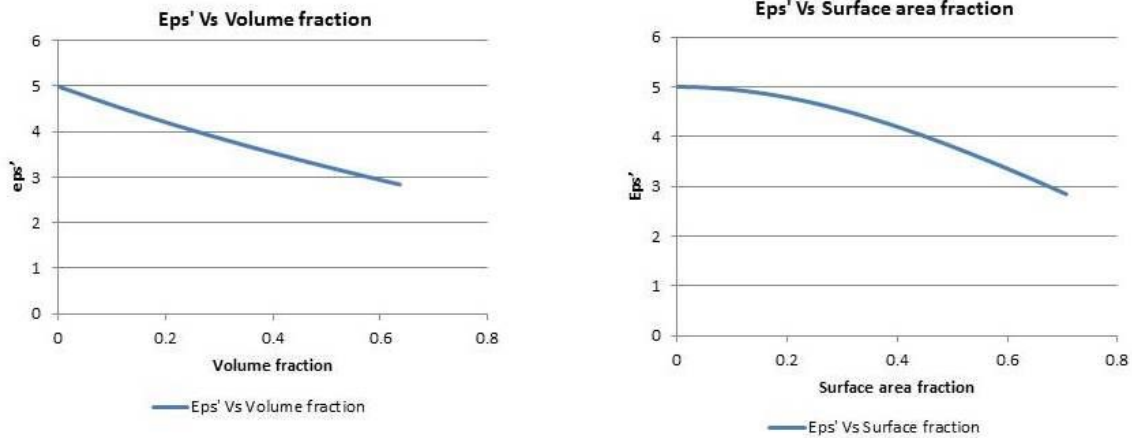 Eps' Vs Volume fraction
6
5
4
3
2
1
0
eps'
0 0.2 0.4 0.6 0.8
Volume fraction
Eps' Vs Volume fraction
Eps' Vs Surface area fraction
6
5
4
3
2
1
0
Eps'
0 0.2 0.4 0.6 0.8
Surface area fraction
Eps' Vs Surface fraction